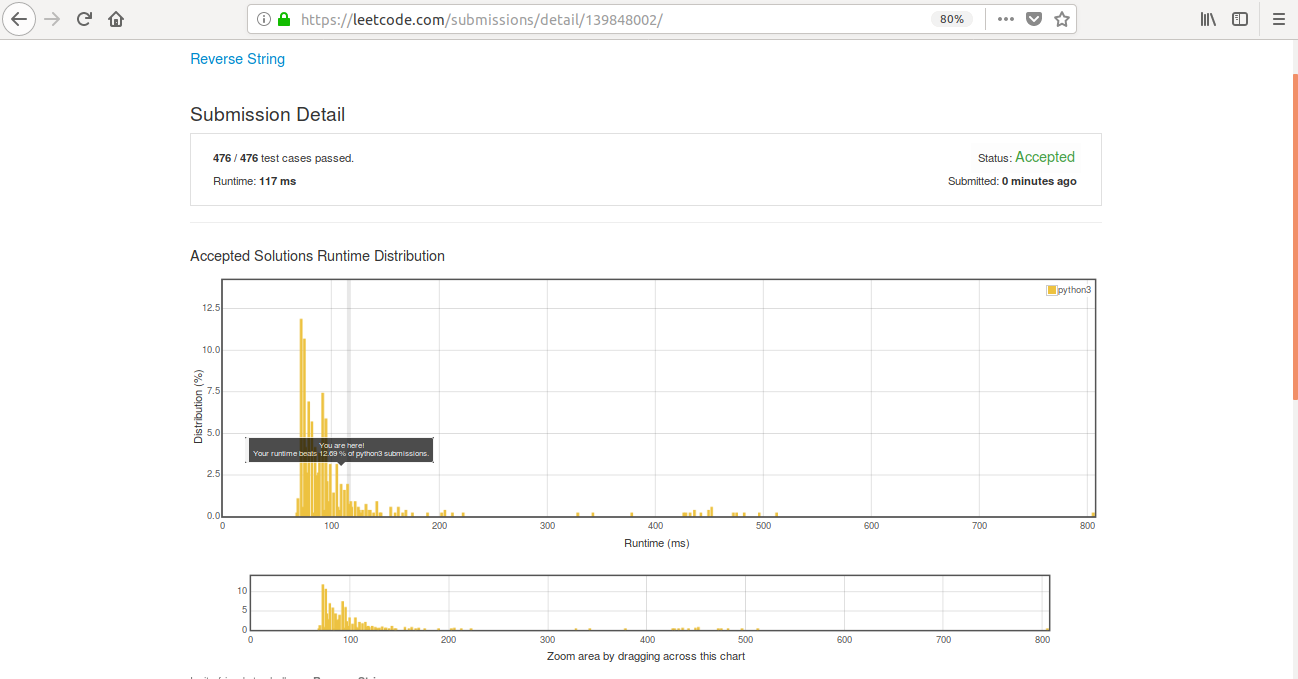 https://leetcode.com/submissions/detail/139848002/ 80%
Reverse String
Submission Detail
476 / 476 test cases passed. Status: Accepted
Runtime: 117 ms Submitted: 0 minutes ago
Accepted Solutions Runtime Distribution
python3
12.5
10.0
7.5
5.0
2.5
0.0
Distribution (%)
You are here!
Your runtime beats 12.69 % of python3 submissions.
0 100 200 300 400 500 600 700 800
Runtime (ms)
10
5
0
0 100 200 300 400 500 600 700 800
Zoom area by dragging across this chart